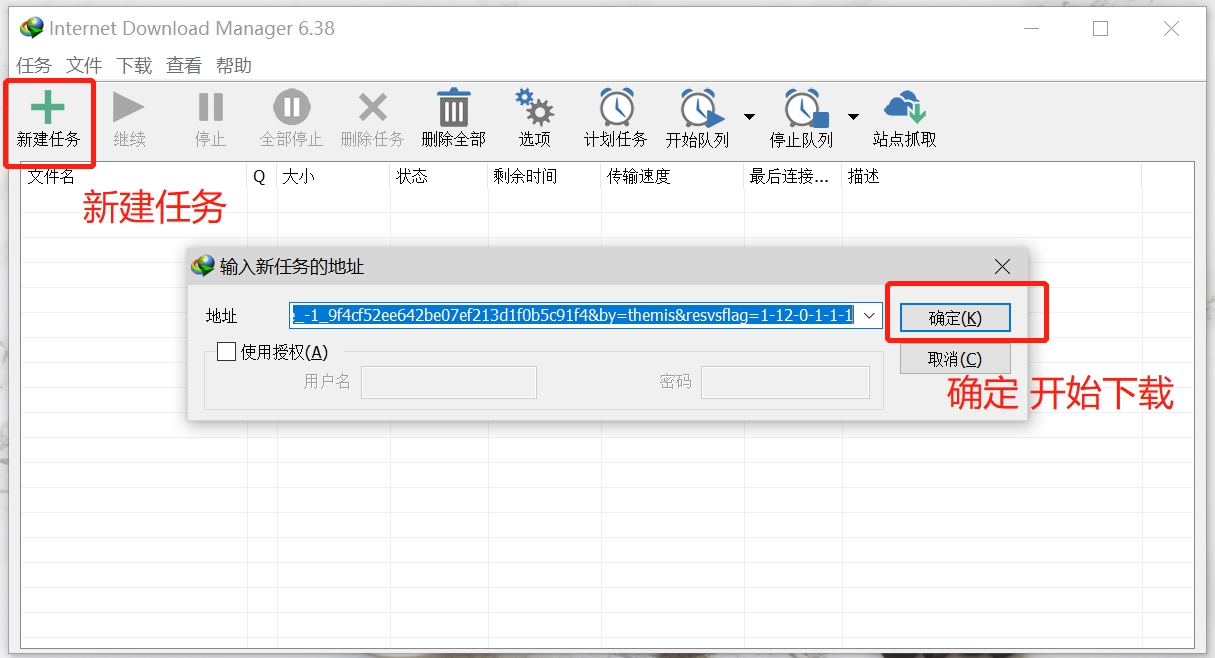 Internet Download Manager 6.38
任务 文件 下载 查看 帮助
新建任务 继续 停止 全部停止 删除任务 删除全部 选项 计划任务 开始队列 停止队列 站点抓取
文件名 Q 大小 状态 剩余时间 传输速度 最后连接... 描述
新建任务
输入新任务的地址
地址 :_-1_9f4cf52ee642be07ef213d1f0b5c91f4&by=themis&resvsflag=1-12-0-1-1-1 确定(K)
使用授权(A) 取消(C)
用户名 密码
确定 开始下载